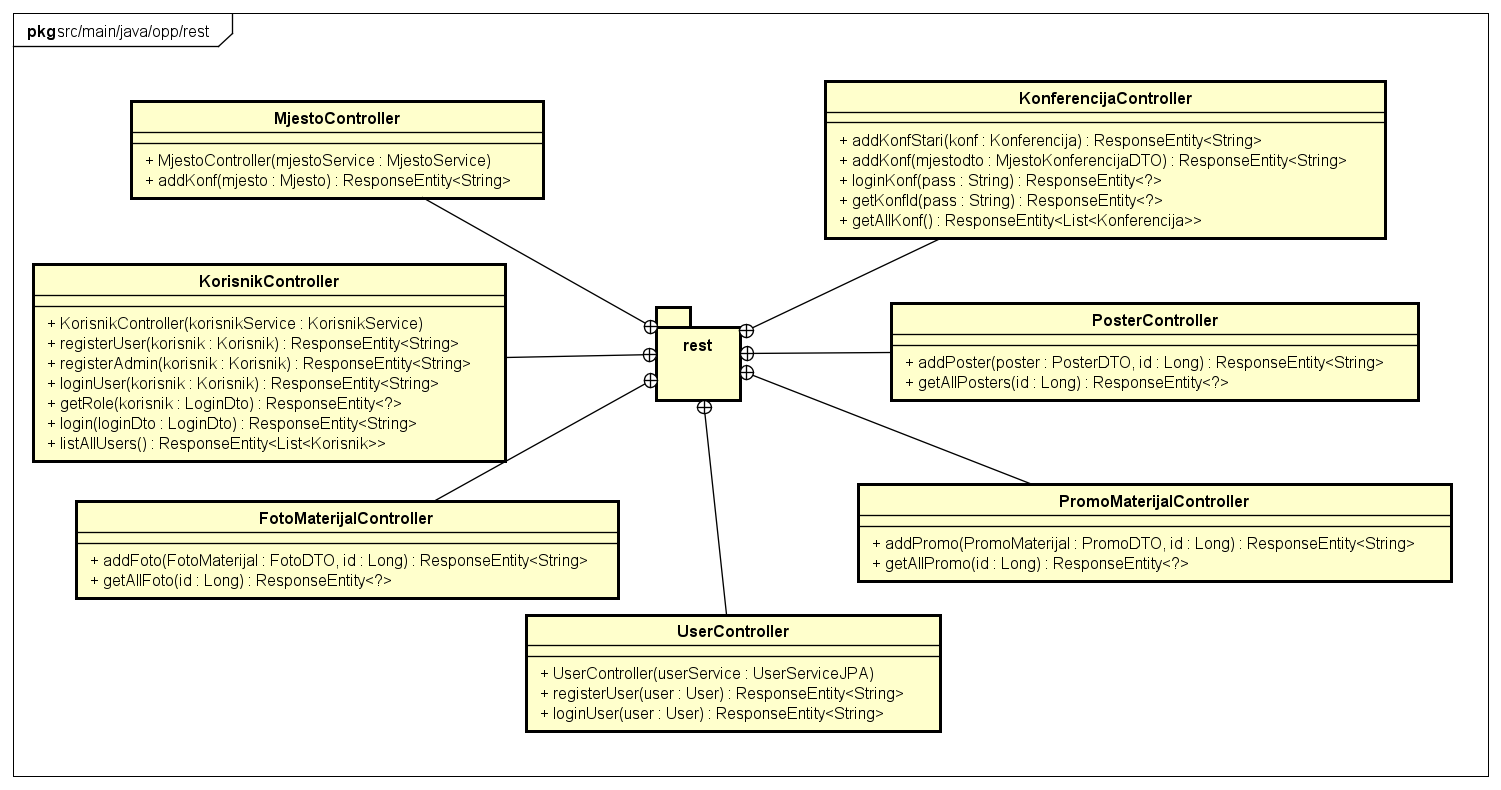 pkg src/main/java/opp/rest
MjestoController
+ MjestoController(mjestoService : MjestoService)
+ addKonf(mjesto : Mjesto) : ResponseEntity<String>
KonferencijaController
+ addKonfStari(konf : Konferencija) : ResponseEntity<String>
+ addKonf(mjestodto : MjestoKonferencijaDTO) : ResponseEntity<String>
+ loginKonf(pass : String) : ResponseEntity<?>
+ getKonfId(pass : String) : ResponseEntity<?>
+ getAllKonf() : ResponseEntity<List<Konferencija>>
KorisnikController
+ KorisnikController(korisnikService : KorisnikService)
+ registerUser(korisnik : Korisnik) : ResponseEntity<String>
+ registerAdmin(korisnik : Korisnik) : ResponseEntity<String>
+ loginUser(korisnik : Korisnik) : ResponseEntity<String>
+ getRole(korisnik : LoginDto) : ResponseEntity<?>
+ login(loginDto : LoginDto) : ResponseEntity<String>
+ listAllUsers() : ResponseEntity<List<Korisnik>>
rest
PosterController
+ addPoster(poster : PosterDTO, id : Long) : ResponseEntity<String>
+ getAllPosters(id : Long) : ResponseEntity<?>
FotoMaterijalController
+ addFoto(FotoMaterijal : FotoDTO, id : Long) : ResponseEntity<String>
+ getAllFoto(id : Long) : ResponseEntity<?>
PromoMaterijalController
+ addPromo(PromoMaterijal : PromoDTO, id : Long) : ResponseEntity<String>
+ getAllPromo(id : Long) : ResponseEntity<?>
UserController
+ UserController(userService : UserServiceJPA)
+ registerUser(user : User) : ResponseEntity<String>
+ loginUser(user : User) : ResponseEntity<String>